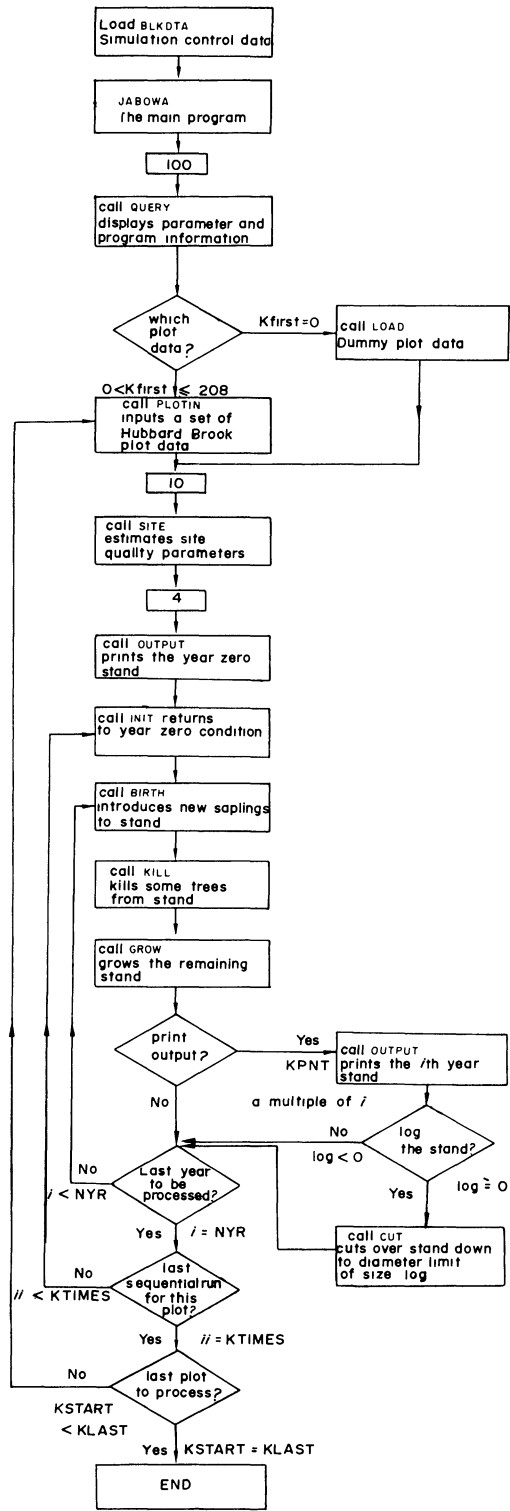 Load BLKDTA
Simulation control data
JABOWA
The main program
100
call QUERY
displays parameter and
program information
which
plot
data?
Kfirst=0
call LOAD
Dummy plot data
0<Kfirst ≤ 208
call PLOTIN
inputs a set of
Hubbard Brook
plot data
10
call SITE
estimates site
quality parameters
4
call OUTPUT
prints the year zero
stand
call INIT returns
to year zero condition
call BIRTH
introduces new saplings
to stand
call KILL
kills some trees
from stand
call GROW
grows the remaining
stand
print
output?
Yes
KPNT
call OUTPUT
prints the ith year
stand
No
a multiple of i
log
the stand?
No
log < 0
Yes
log ≥ 0
call CUT
cuts over stand down
to diameter limit
of size log
Last year
to be
processed?
No
i < NYR
Yes
i = NYR
last
sequential run
for this
plot?
No
ii < KTIMES
Yes
ii = KTIMES
last plot
to process?
No
KSTART
< KLAST
Yes
KSTART = KLAST
END